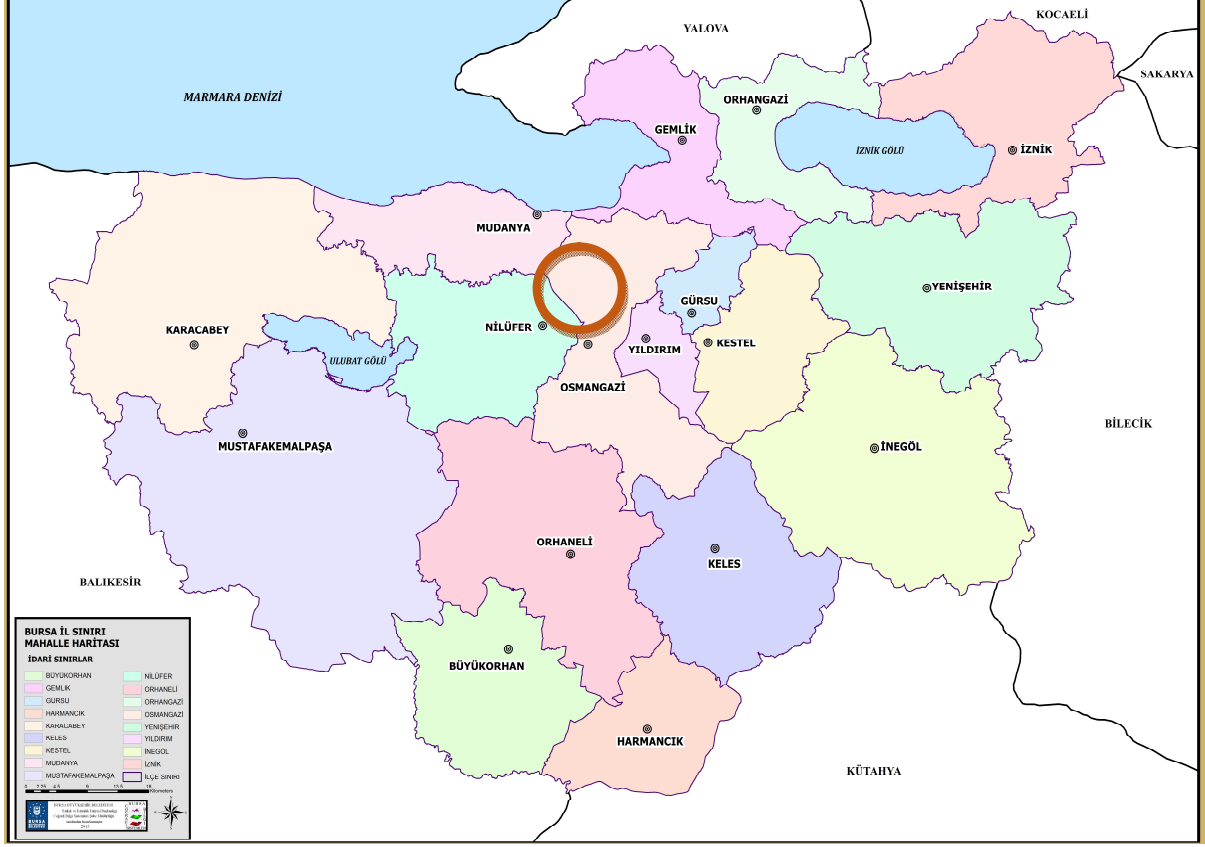 KOCAELİ
YALOVA
SAKARYA
MARMARA DENİZİ
ORHANGAZİ
GEMLİK
İZNİK GÖLÜ
İZNİK
MUDANYA
YENİŞEHİR
GÜRSU
NİLÜFER
KARACABEY
KESTEL
YILDIRIM
ULUBAT GÖLÜ
OSMANGAZİ
BİLECİK
MUSTAFAKEMALPAŞA
İNEGÖL
ORHANELİ
KELES
BALIKESİR
BÜYÜKORHAN
HARMANCIK
KÜTAHYA
BURSA İL SINIRI
MAHALLE HARİTASI
İDARİ SINIRLAR
BÜYÜKORHAN
GEMLIK
GÜRSU
HARMANCIK
KARACABEY
KELES
KESTEL
MUDANYA
MUSTAFAKEMALPAŞA
NİLÜFER
ORHANELİ
ORHANGAZİ
OSMANGAZİ
YENİŞEHİR
YILDIRIM
İNEGÖL
İZNİK
İLÇE SINIRI
Kilometers
BURSA